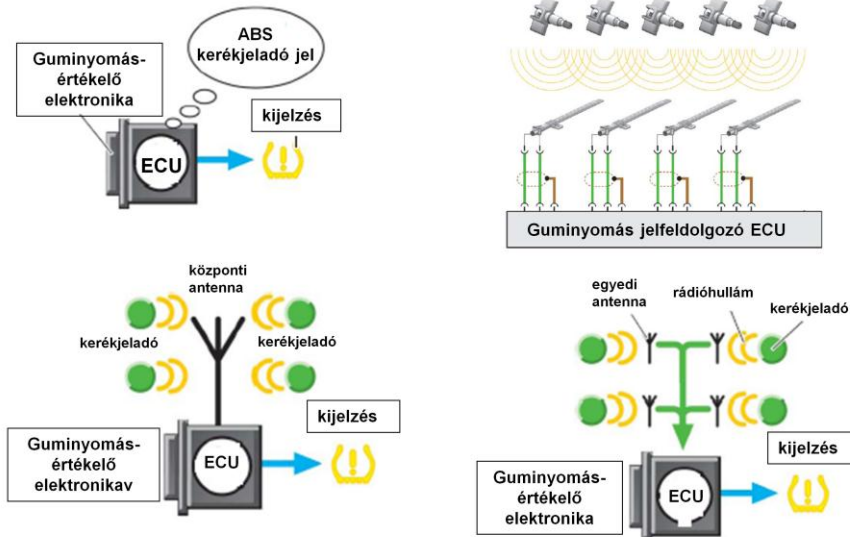 ABS
kerékjeladó jel
Guminyomás-
értékelő
elektronika
kijelzés
ECU
Guminyomás jelfeldolgozó ECU
központi
antenna
kerékjeladó
kerékjeladó
kijelzés
Guminyomás-
értékelő
elektronikav
ECU
egyedi
antenna
rádióhullám
kerékjeladó
kijelzés
Guminyomás-
értékelő
elektronika
ECU